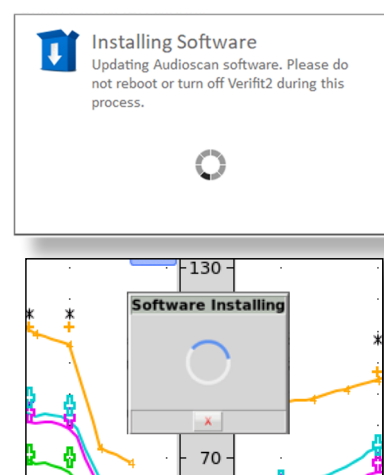 Installing Software
Updating Audioscan software. Please do
not reboot or turn off Verifit2 during this
process.
130
Software Installing
x
70